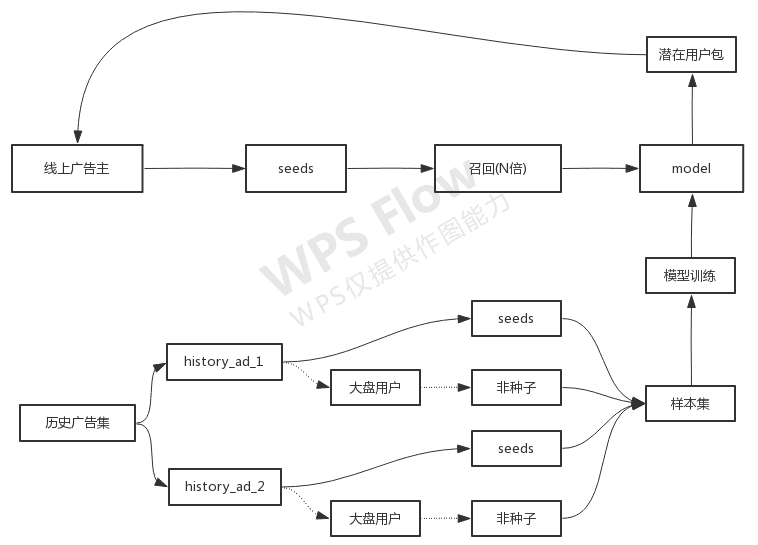 潜在用户包
线上广告主
seeds
召回(N倍)
model
WPS Flow
WPS仅提供作图能力
模型训练
seeds
history_ad_1
大盘用户
非种子
历史广告集
样本集
seeds
history_ad_2
大盘用户
非种子